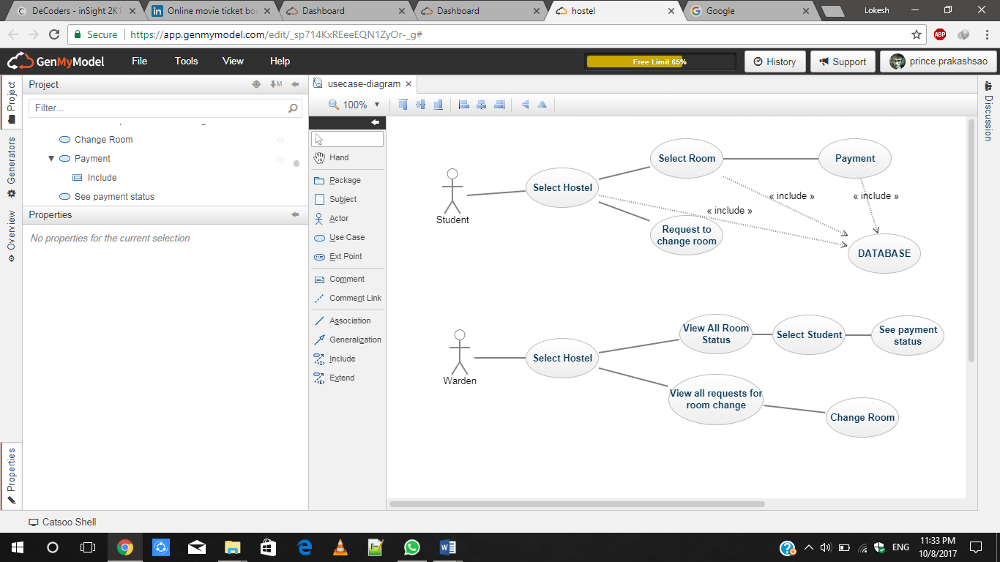 DeCoders - inSight 2K1
Online movie ticket boo
Dashboard
Dashboard
hostel
Google
Lokesh
Secure
https://app.genmymodel.com/edit/_sp714KxREeeEQN1ZyOr-_g#
ABP
GenMyModel
File
Tools
View
Help
Free Limit 65%
History
Support
prince.prakashsao
Project
Generators
Overview
Properties
Project
M
Filter...
Change Room
Payment
Include
See payment status
Properties
No properties for the current selection
usecase-diagram
100%
Hand
Package
Subject
Actor
Use Case
Ext Point
Comment
Comment Link
Association
Generalization
Include
Extend
Student
Select Hostel
Select Room
Payment
« include »
« include »
« include »
Request to
change room
DATABASE
Warden
Select Hostel
View All Room
Status
Select Student
See payment
status
View all requests for
room change
Change Room
Discussion
Catsoo Shell
ENG
11:33 PM
10/8/2017